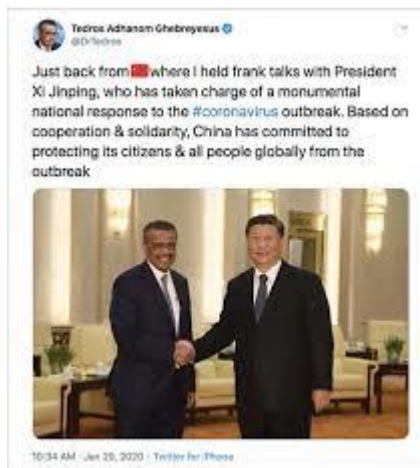 Tedros Adhanom Ghebreyesus
@DrTedros
Just back from 🇨🇳 where I held frank talks with President
Xi Jinping, who has taken charge of a monumental
national response to the #coronavirus outbreak. Based on
cooperation & solidarity, China has committed to
protecting its citizens & all people globally from the
outbreak
10:34 AM · Jan 29, 2020 · Twitter for iPhone